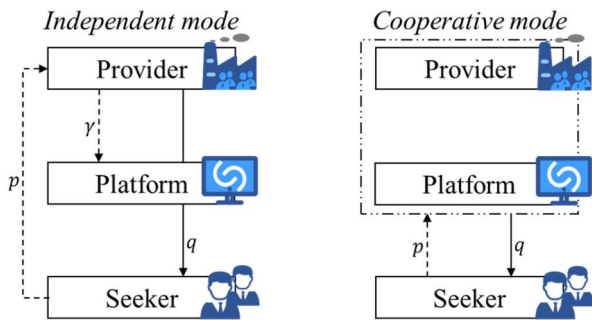 Independent mode
Provider
γ
Platform
p
q
Seeker
Cooperative mode
Provider
Platform
p
q
Seeker